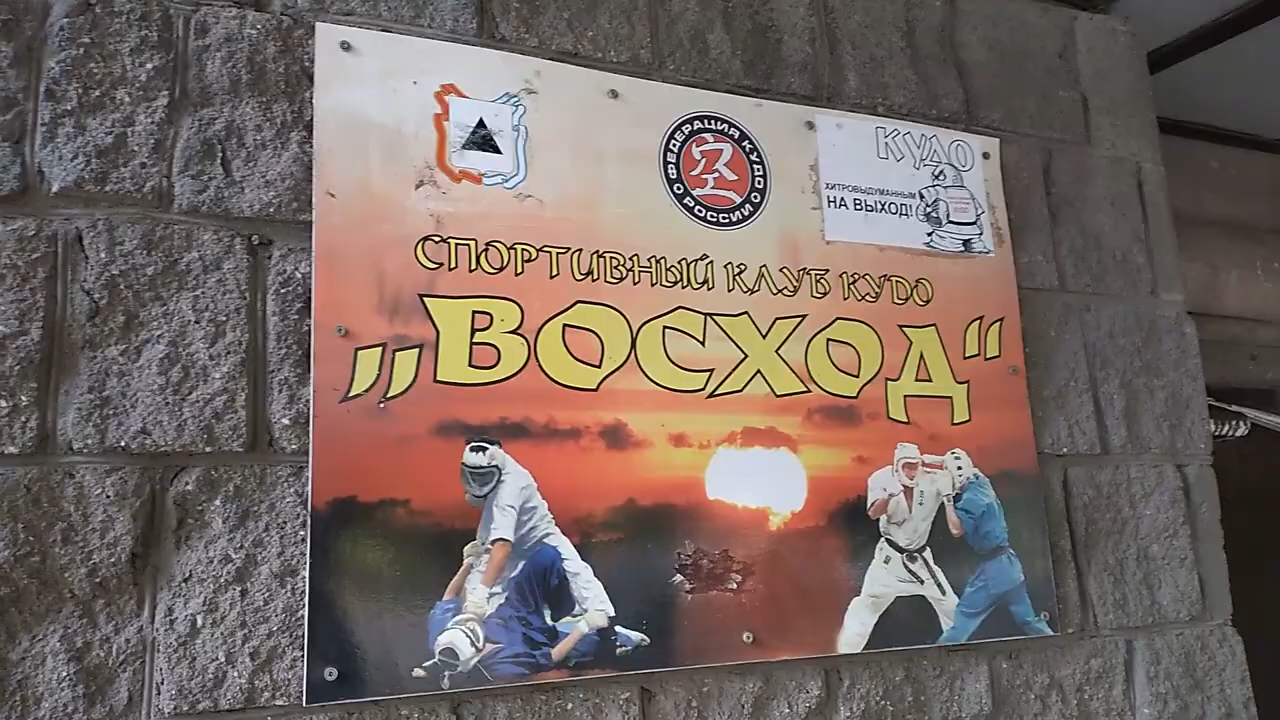 ФЕДЕРАЦИЯ КУДО
РОССИИ
КУДО
ХИТРОВЫДУМАННЫМ
НА ВЫХОД!
СПОРТИВНЫЙ КЛУБ КУДО
„ВОСХОД“